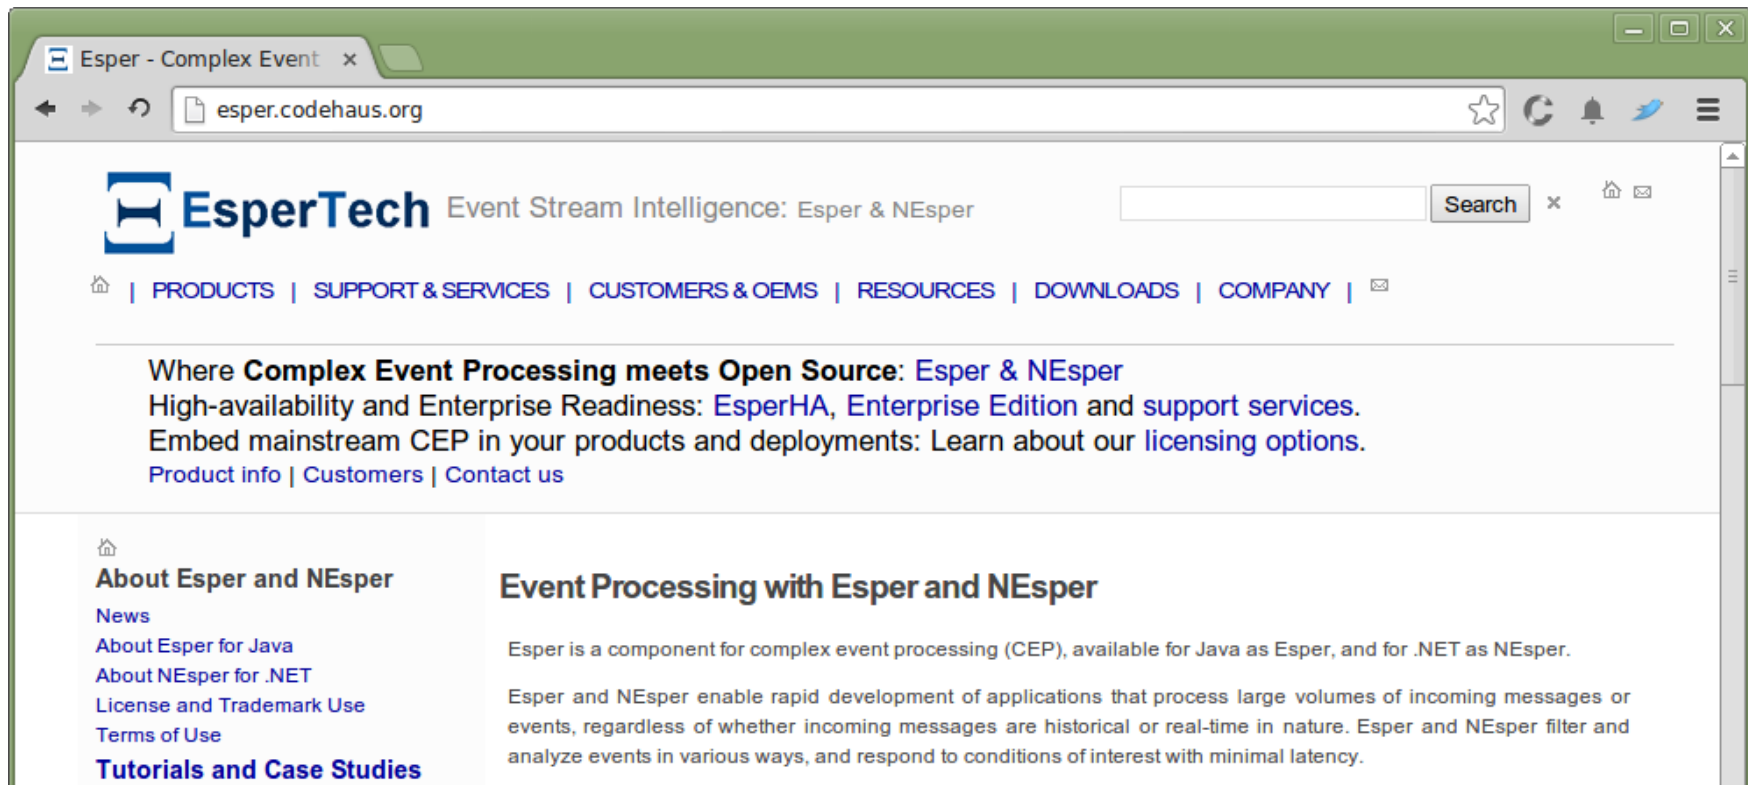 Esper - Complex Event
esper.codehaus.org
EsperTech Event Stream Intelligence: Esper & NEsper
Search
| PRODUCTS | SUPPORT & SERVICES | CUSTOMERS & OEMS | RESOURCES | DOWNLOADS | COMPANY |
Where Complex Event Processing meets Open Source: Esper & NEsper
High-availability and Enterprise Readiness: EsperHA, Enterprise Edition and support services.
Embed mainstream CEP in your products and deployments: Learn about our licensing options.
Product info | Customers | Contact us
About Esper and NEsper
News
About Esper for Java
About NEsper for .NET
License and Trademark Use
Terms of Use
Tutorials and Case Studies
Event Processing with Esper and NEsper
Esper is a component for complex event processing (CEP), available for Java as Esper, and for .NET as NEsper.
Esper and NEsper enable rapid development of applications that process large volumes of incoming messages or
events, regardless of whether incoming messages are historical or real-time in nature. Esper and NEsper filter and
analyze events in various ways, and respond to conditions of interest with minimal latency.